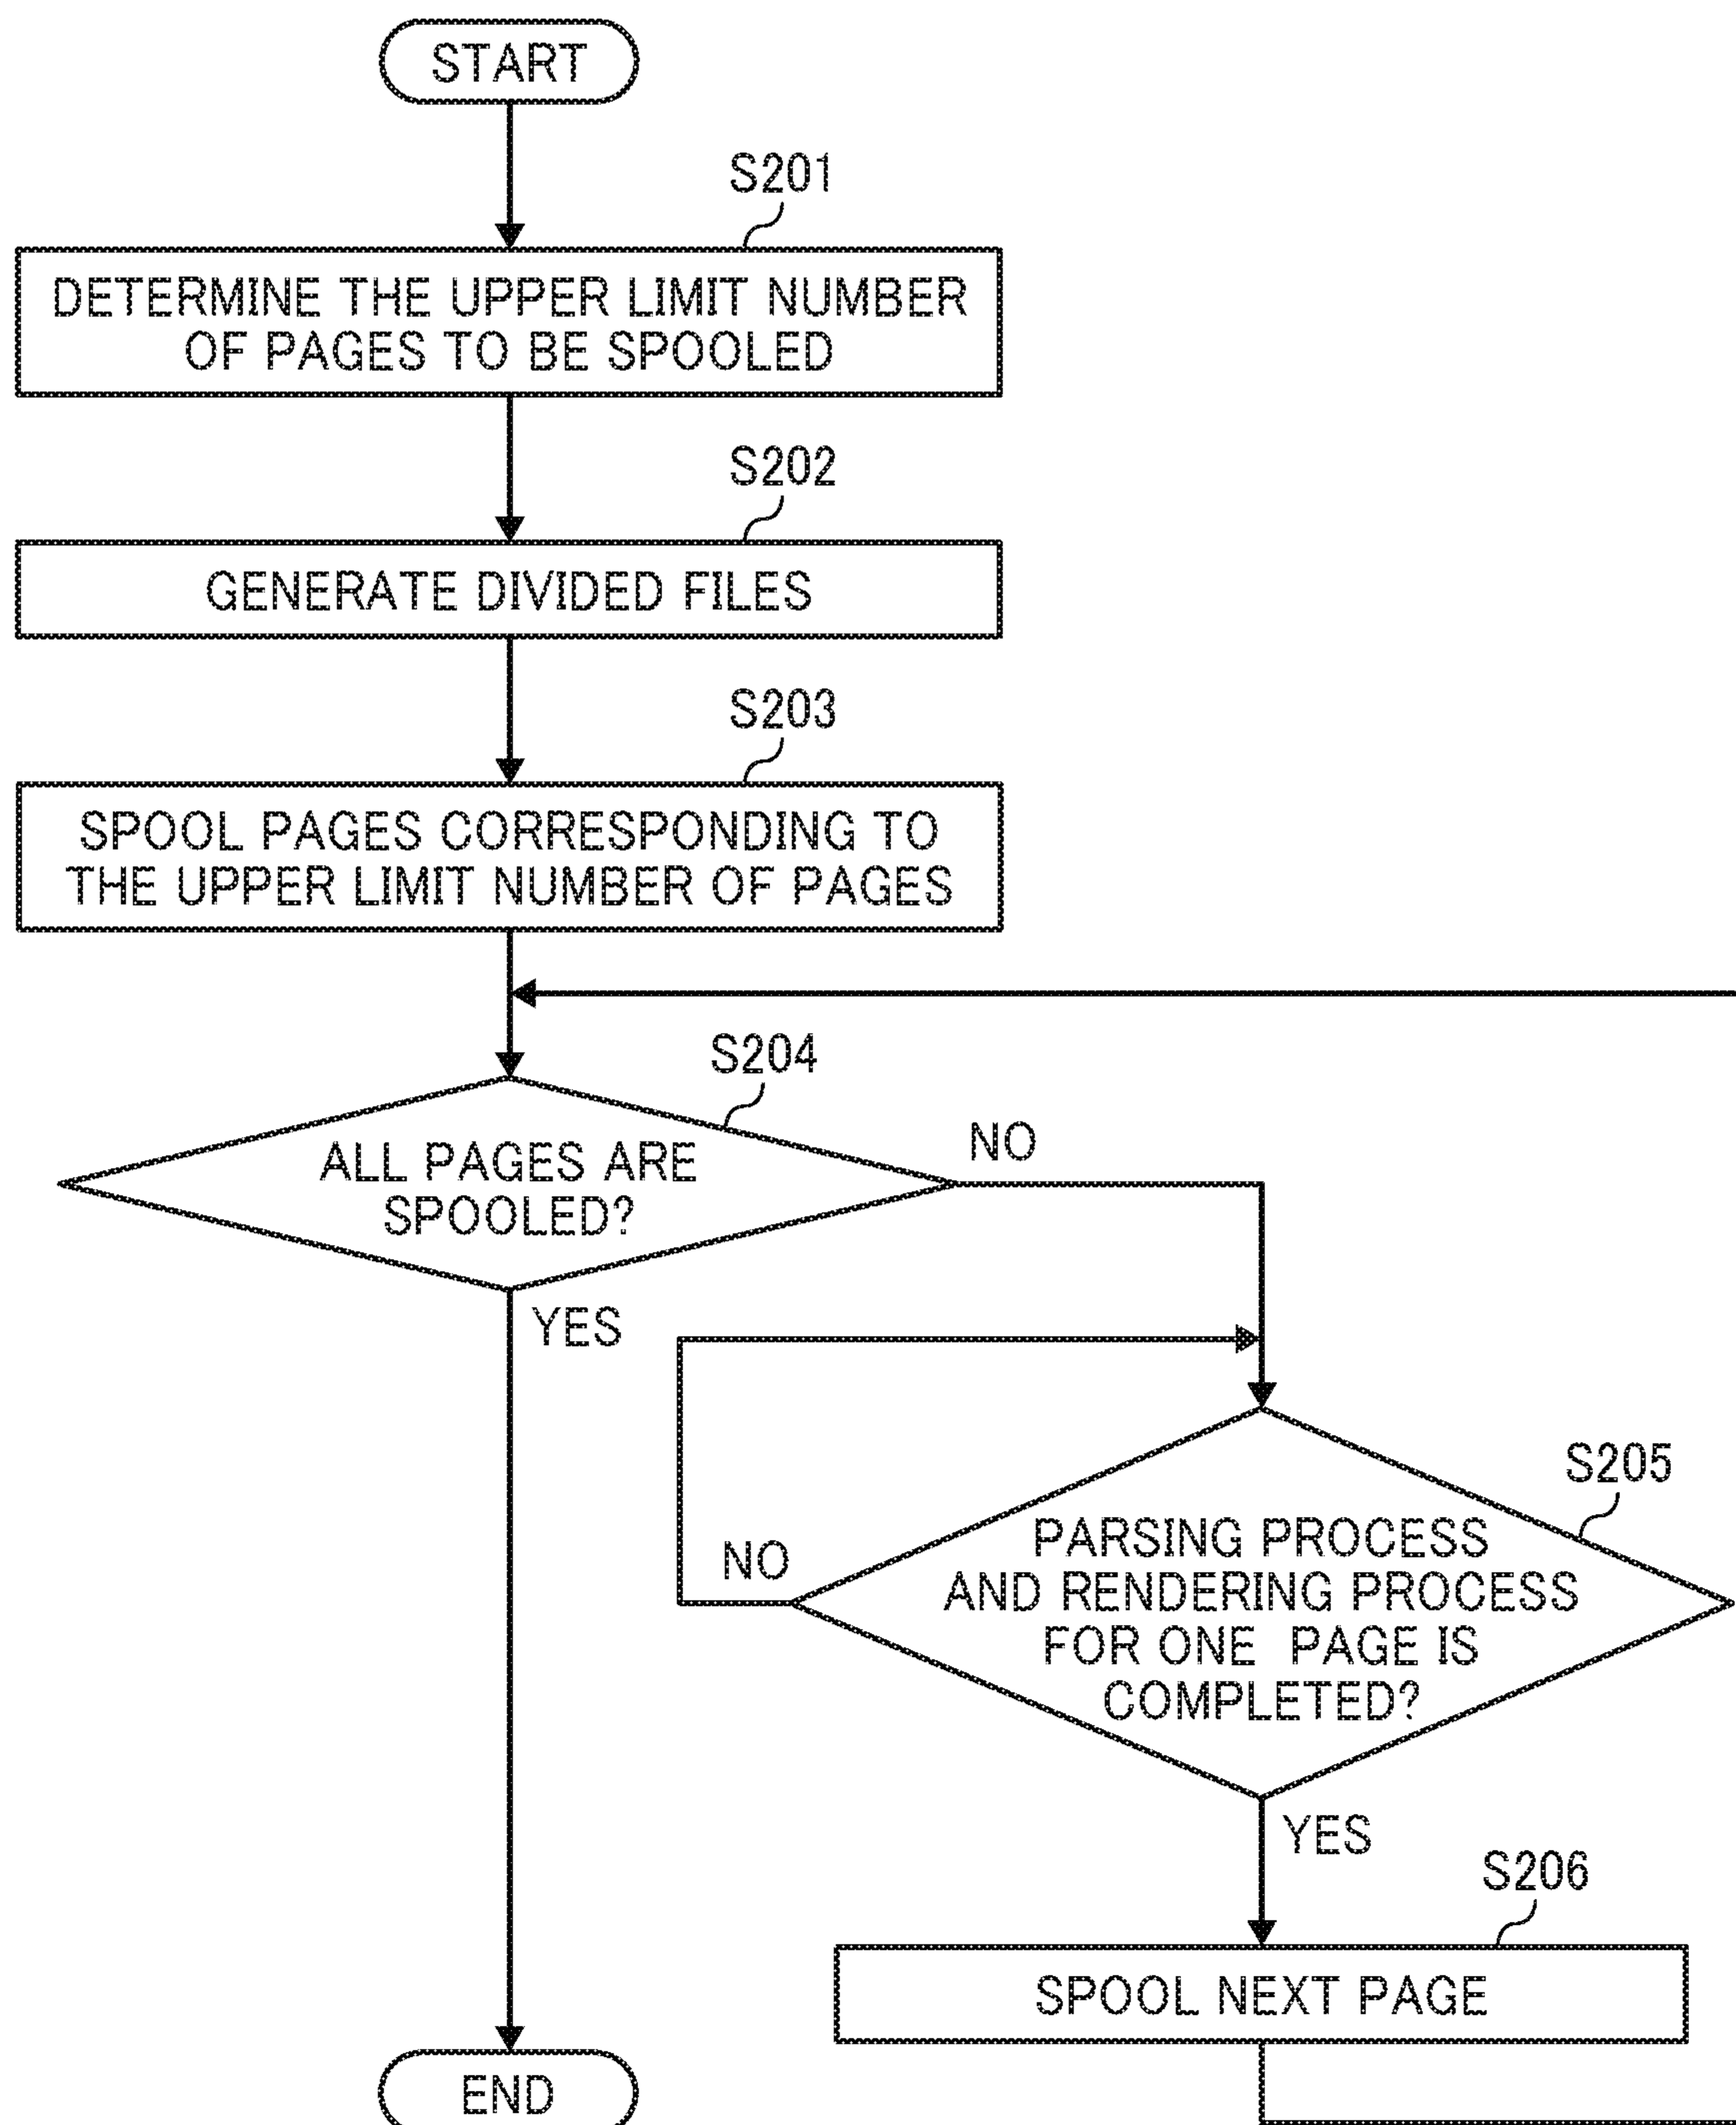 START
S201
DETERMINE THE UPPER LIMIT NUMBER
OF PAGES TO BE SPOOLED
S202
GENERATE DIVIDED FILES
S203
SPOOL PAGES CORRESPONDING TO
THE UPPER LIMIT NUMBER OF PAGES
S204
ALL PAGES ARE
SPOOLED?
NO
YES
S205
PARSING PROCESS
AND RENDERING PROCESS
FOR ONE PAGE IS
COMPLETED?
NO
YES
S206
SPOOL NEXT PAGE
END